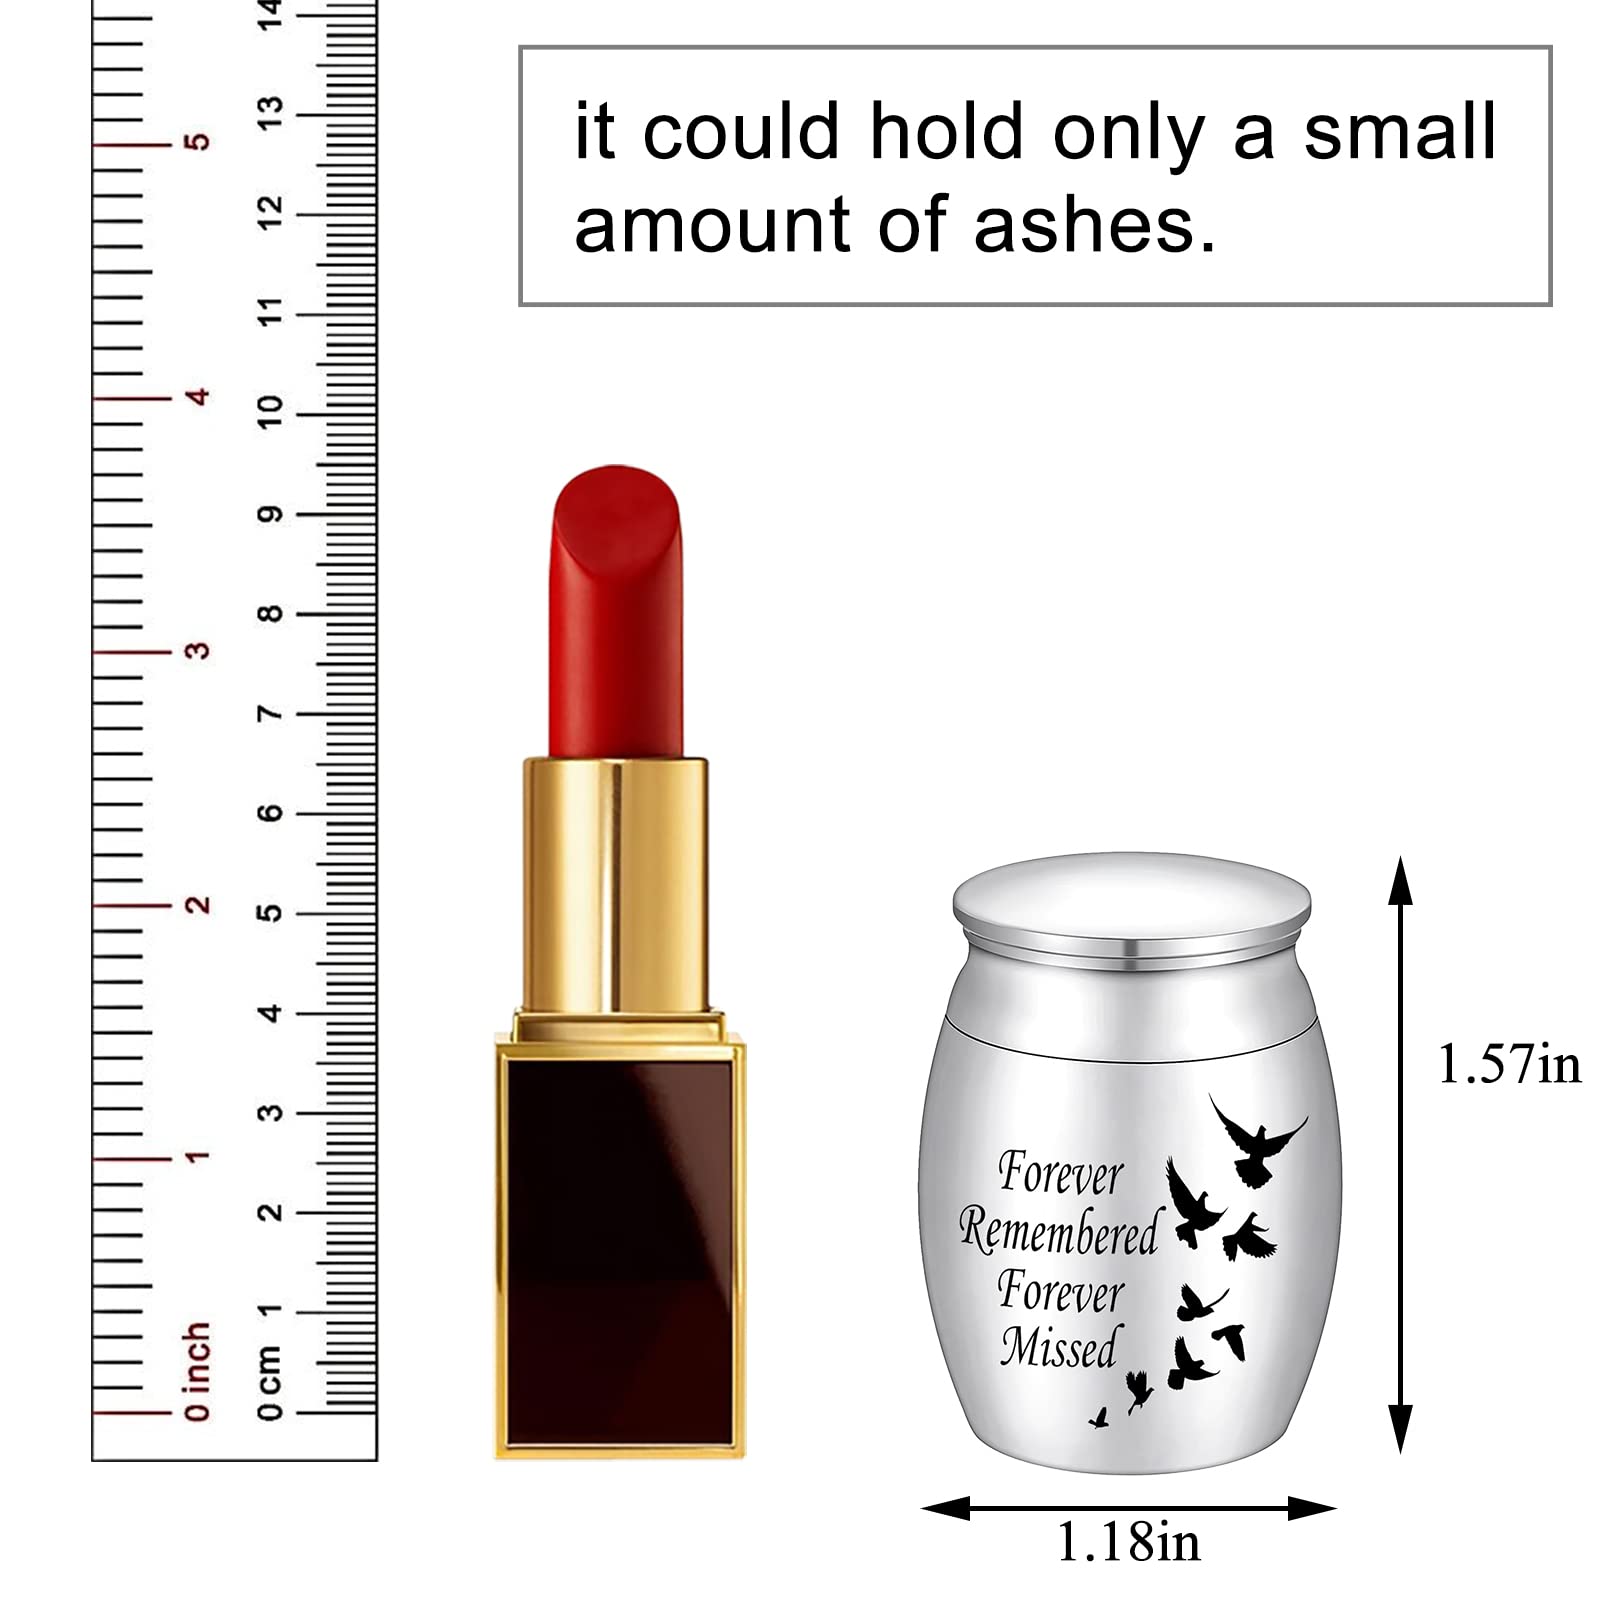 it could hold only a small
amount of ashes.
14
13
12
11
10
9
8
7
6
5
4
3
2
1
0 cm
5
4
3
2
1
0 inch
Forever
Remembered
Forever
Missed
1.57in
1.18in